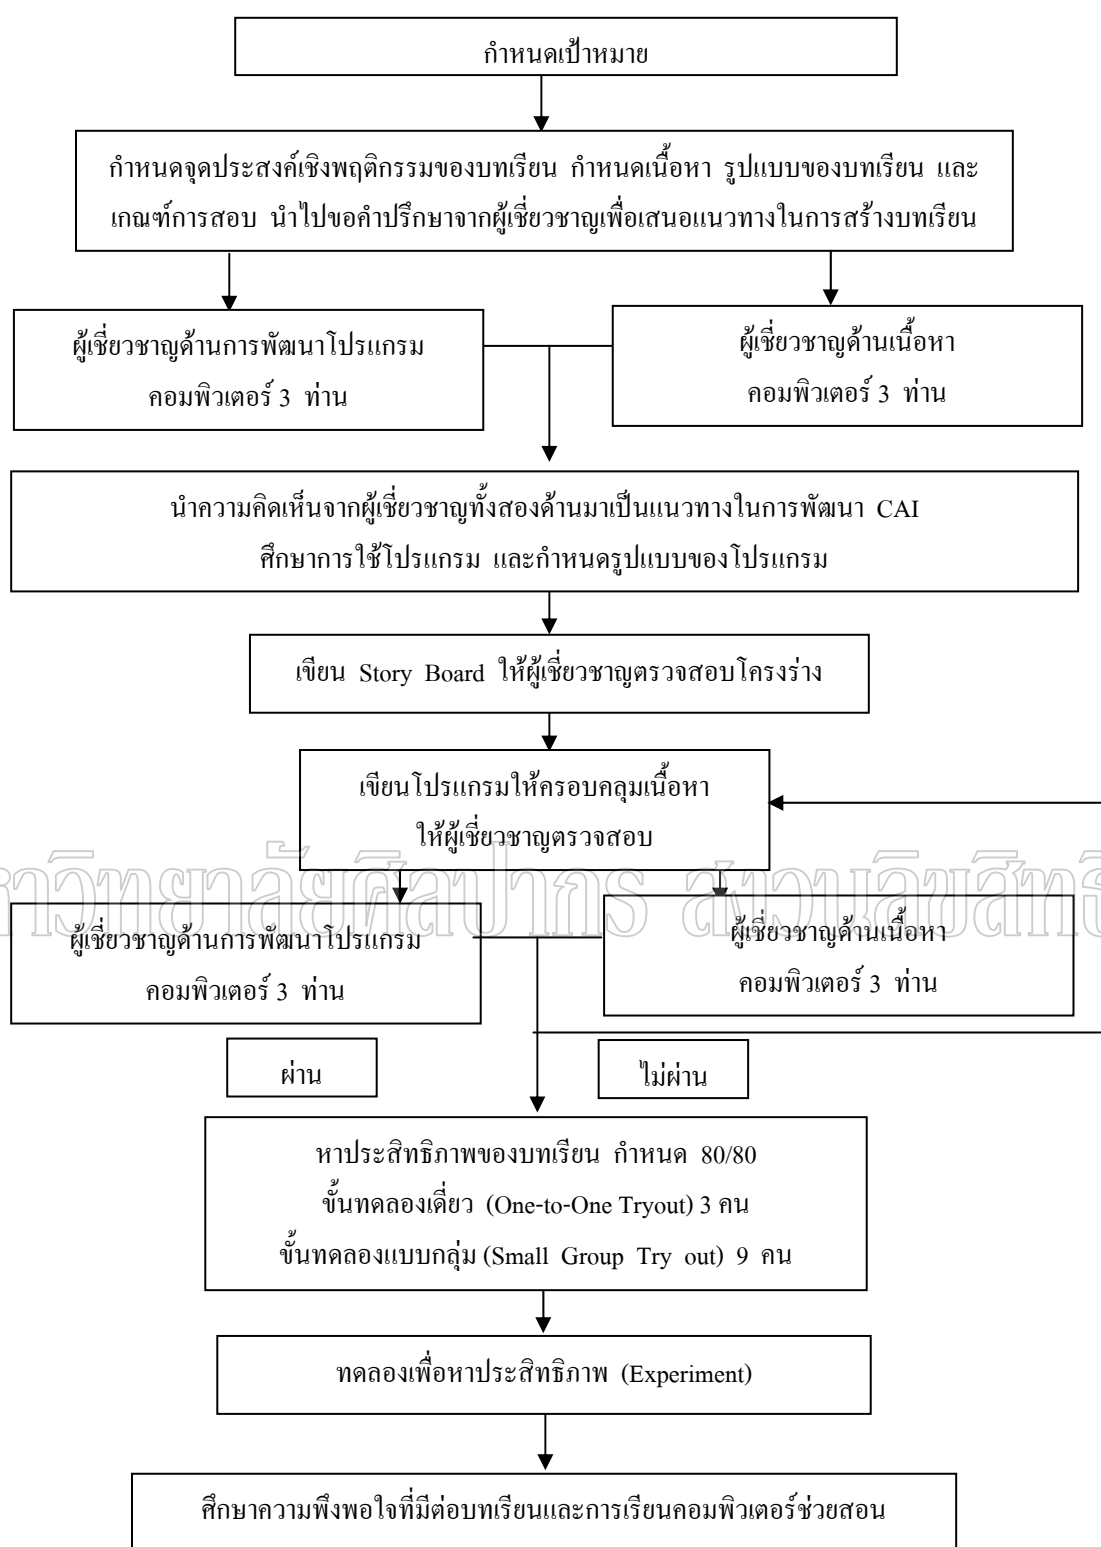 กำหนดเป้าหมาย
กำหนดจุดประสงค์เชิงพฤติกรรมของบทเรียน กำหนดเนื้อหา รูปแบบของบทเรียน และ
เกณฑ์การสอบ นำไปขอคำปรึกษาจากผู้เชี่ยวชาญเพื่อเสนอแนวทางในการสร้างบทเรียน
ผู้เชี่ยวชาญด้านการพัฒนาโปรแกรม
คอมพิวเตอร์ 3 ท่าน
ผู้เชี่ยวชาญด้านเนื้อหา
คอมพิวเตอร์ 3 ท่าน
นำความคิดเห็นจากผู้เชี่ยวชาญทั้งสองด้านมาเป็นแนวทางในการพัฒนา CAI
ศึกษาการใช้โปรแกรม และกำหนดรูปแบบของโปรแกรม
เขียน Story Board ให้ผู้เชี่ยวชาญตรวจสอบโครงร่าง
เขียนโปรแกรมให้ครอบคลุมเนื้อหา
ให้ผู้เชี่ยวชาญตรวจสอบ
าวิทยาลัยศิลปากร สงวนลิขสิทธิ
ผู้เชี่ยวชาญด้านการพัฒนาโปรแกรม
คอมพิวเตอร์ 3 ท่าน
ผู้เชี่ยวชาญด้านเนื้อหา
คอมพิวเตอร์ 3 ท่าน
ผ่าน
ไม่ผ่าน
หาประสิทธิภาพของบทเรียน กำหนด 80/80
ขั้นทดลองเดี่ยว (One-to-One Tryout) 3 คน
ขั้นทดลองแบบกลุ่ม (Small Group Try out) 9 คน
ทดลองเพื่อหาประสิทธิภาพ (Experiment)
ศึกษาความพึงพอใจที่มีต่อบทเรียนและการเรียนคอมพิวเตอร์ช่วยสอน